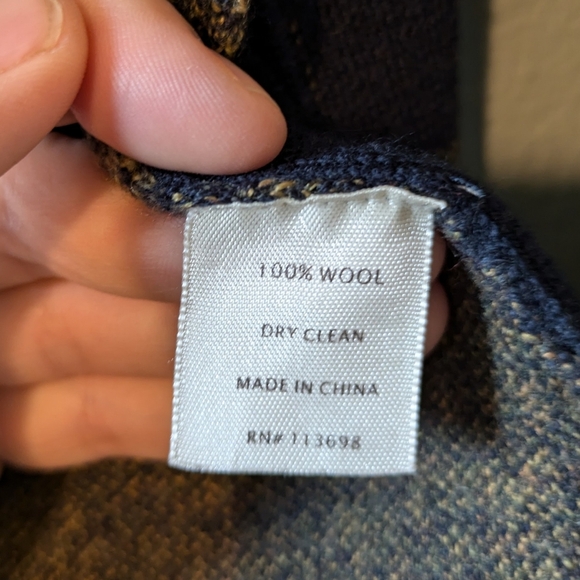 100% WOOL
DRY CLEAN
MADE IN CHINA
RN# 113698